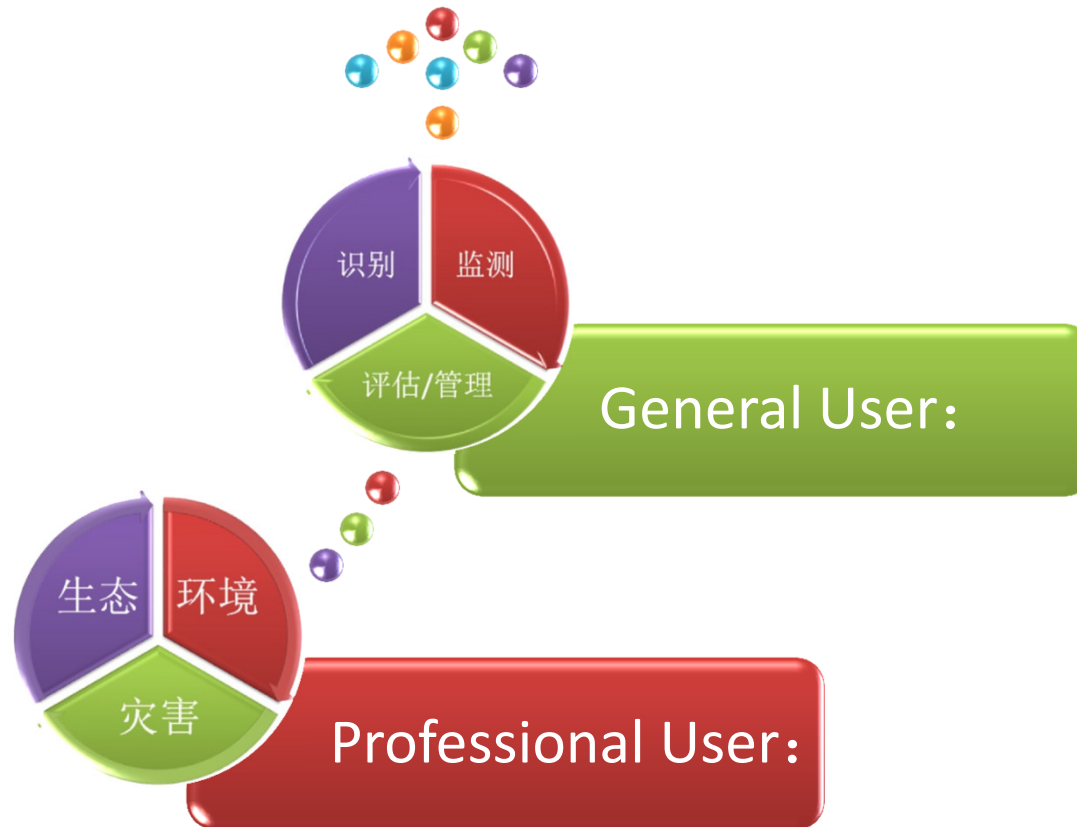 识别
监测
评估/管理
General User：
生态
环境
灾害
Professional User：